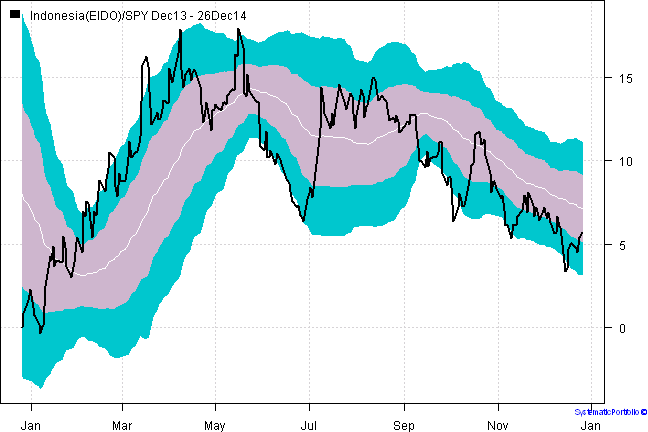 Indonesia(EIDO)/SPY Dec13 - 26Dec14
15
10
5
0
Jan Mar May Jul Sep Nov Jan
SystematicPortfolio ©